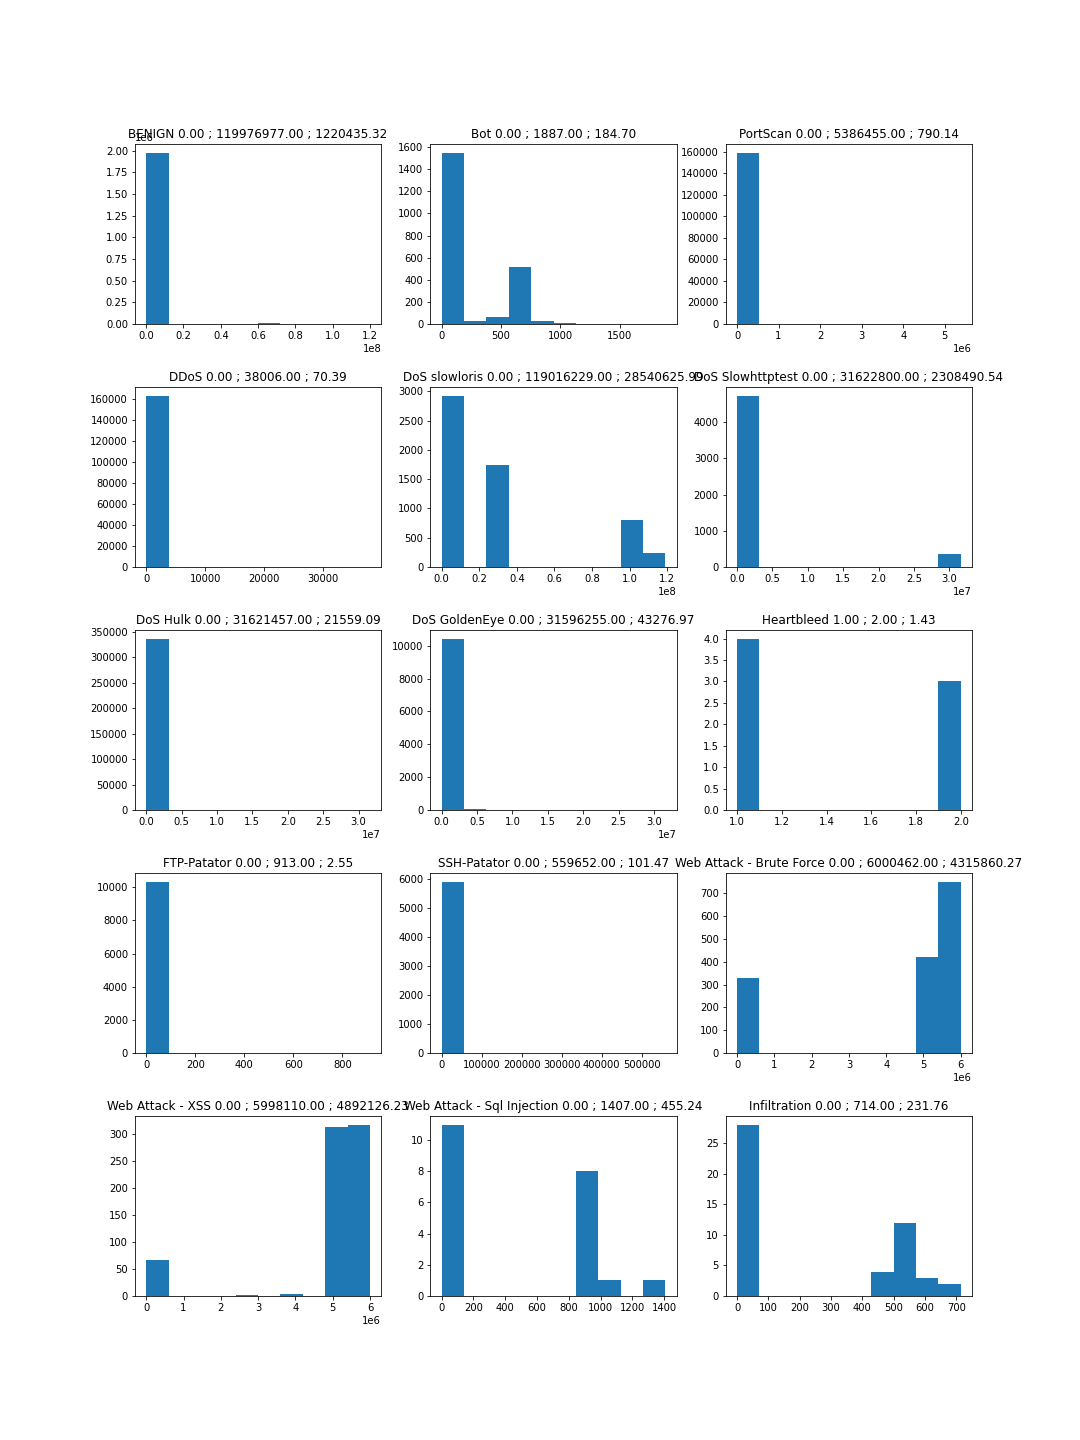 BENIGN 0.00 ; 119976977.00 ; 1220435.32
1e6
2.00
1.75
1.50
1.25
1.00
0.75
0.50
0.25
0.00
0.0 0.2 0.4 0.6 0.8 1.0 1.2
1e8
Bot 0.00 ; 1887.00 ; 184.70
1600
1400
1200
1000
800
600
400
200
0
0 500 1000 1500
PortScan 0.00 ; 5386455.00 ; 790.14
160000
140000
120000
100000
80000
60000
40000
20000
0
0 1 2 3 4 5
1e6
DDoS 0.00 ; 38006.00 ; 70.39
160000
140000
120000
100000
80000
60000
40000
20000
0
0 10000 20000 30000
DoS slowloris 0.00 ; 119016229.00 ; 28540625.99
3000
2500
2000
1500
1000
500
0
0.0 0.2 0.4 0.6 0.8 1.0 1.2
1e8
DoS Slowhttptest 0.00 ; 31622800.00 ; 2308490.54
4000
3000
2000
1000
0
0.0 0.5 1.0 1.5 2.0 2.5 3.0
1e7
DoS Hulk 0.00 ; 31621457.00 ; 21559.09
350000
300000
250000
200000
150000
100000
50000
0
0.0 0.5 1.0 1.5 2.0 2.5 3.0
1e7
DoS GoldenEye 0.00 ; 31596255.00 ; 43276.97
10000
8000
6000
4000
2000
0
0.0 0.5 1.0 1.5 2.0 2.5 3.0
1e7
Heartbleed 1.00 ; 2.00 ; 1.43
4.0
3.5
3.0
2.5
2.0
1.5
1.0
0.5
0.0
1.0 1.2 1.4 1.6 1.8 2.0
FTP-Patator 0.00 ; 913.00 ; 2.55
10000
8000
6000
4000
2000
0
0 200 400 600 800
SSH-Patator 0.00 ; 559652.00 ; 101.47
6000
5000
4000
3000
2000
1000
0
0 100000 200000 300000 400000 500000
Web Attack - Brute Force 0.00 ; 6000462.00 ; 4315860.27
700
600
500
400
300
200
100
0
0 1 2 3 4 5 6
1e6
Web Attack - XSS 0.00 ; 5998110.00 ; 4892126.23
300
250
200
150
100
50
0
0 1 2 3 4 5 6
1e6
Web Attack - Sql Injection 0.00 ; 1407.00 ; 455.24
10
8
6
4
2
0
0 200 400 600 800 1000 1200 1400
Infiltration 0.00 ; 714.00 ; 231.76
25
20
15
10
5
0
0 100 200 300 400 500 600 700